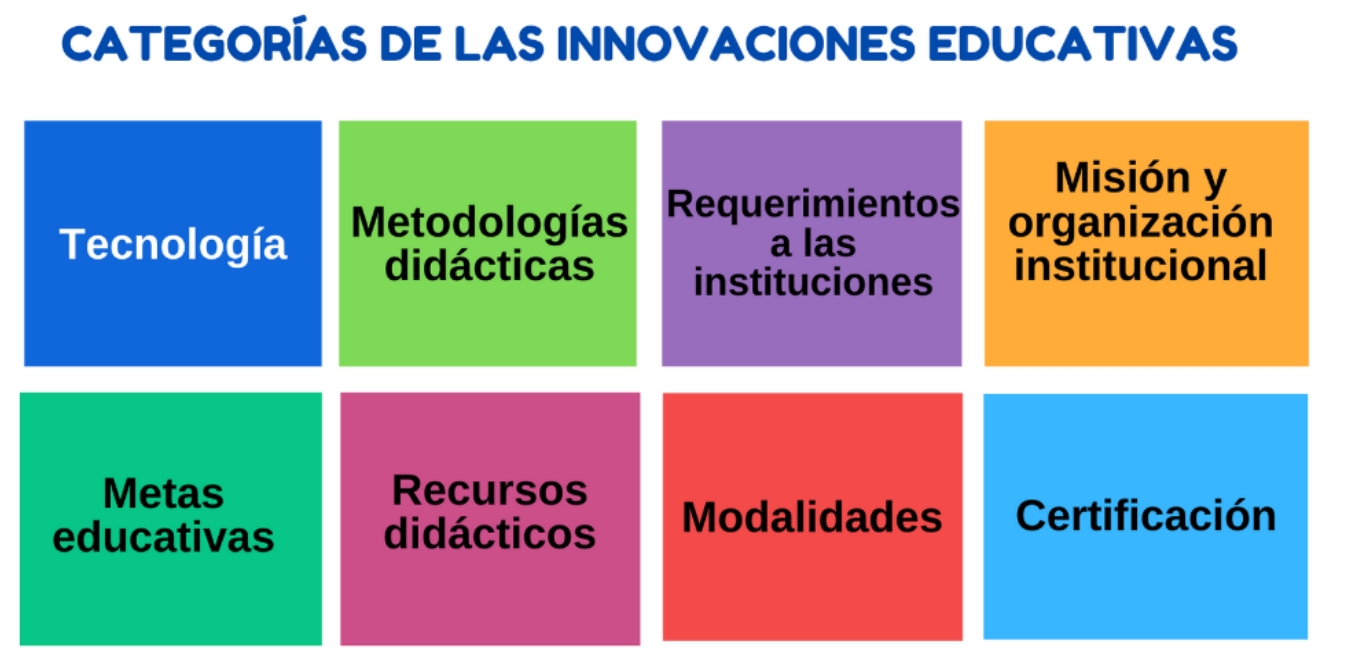 CATEGORÍAS DE LAS INNOVACIONES EDUCATIVAS
Tecnología
Metodologías
didácticas
Requerimientos
a las
instituciones
Misión y
organización
institucional
Metas
educativas
Recursos
didácticos
Modalidades
Certificación